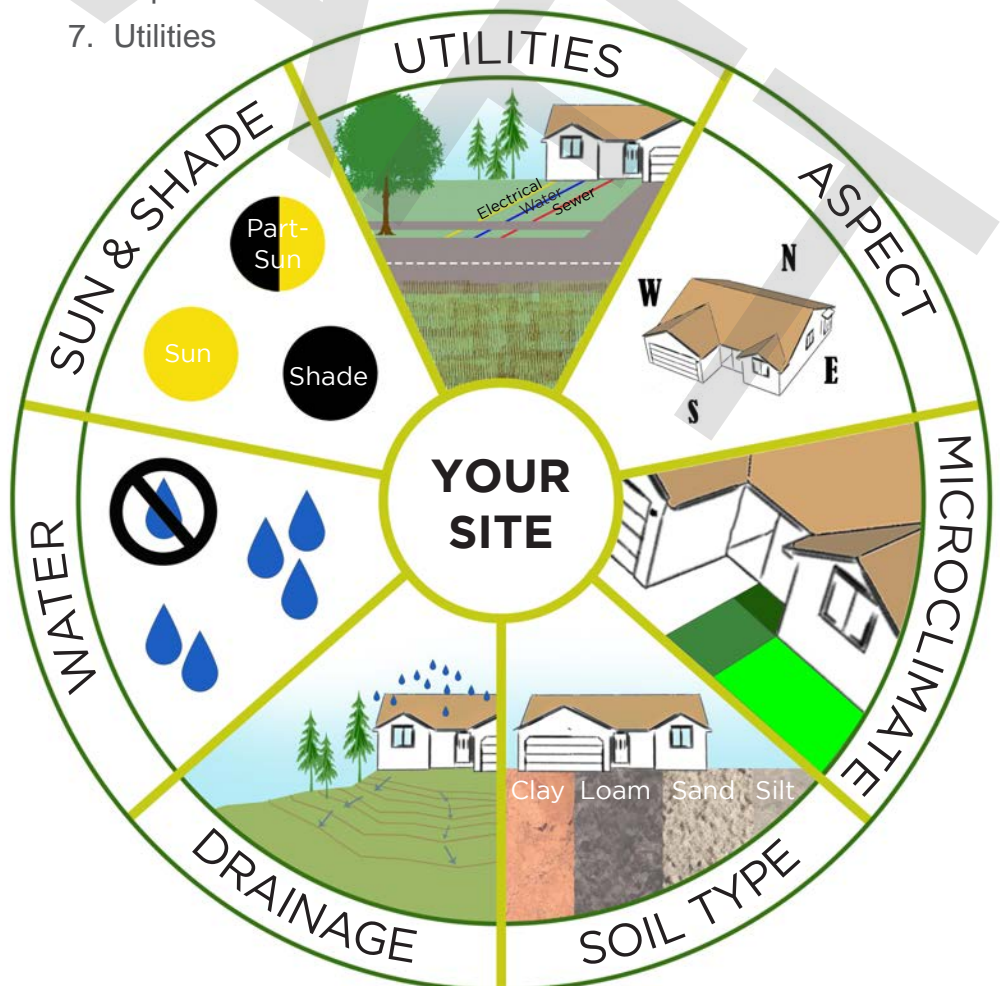 7. Utilities
UTILITIES
Electrical
Water
Sewer
ASPECT
N
W
E
S
MICROCLIMATE
SOIL TYPE
Clay Loam Sand Silt
DRAINAGE
WATER
SUN & SHADE
Part-
Sun
Sun
Shade
YOUR
SITE